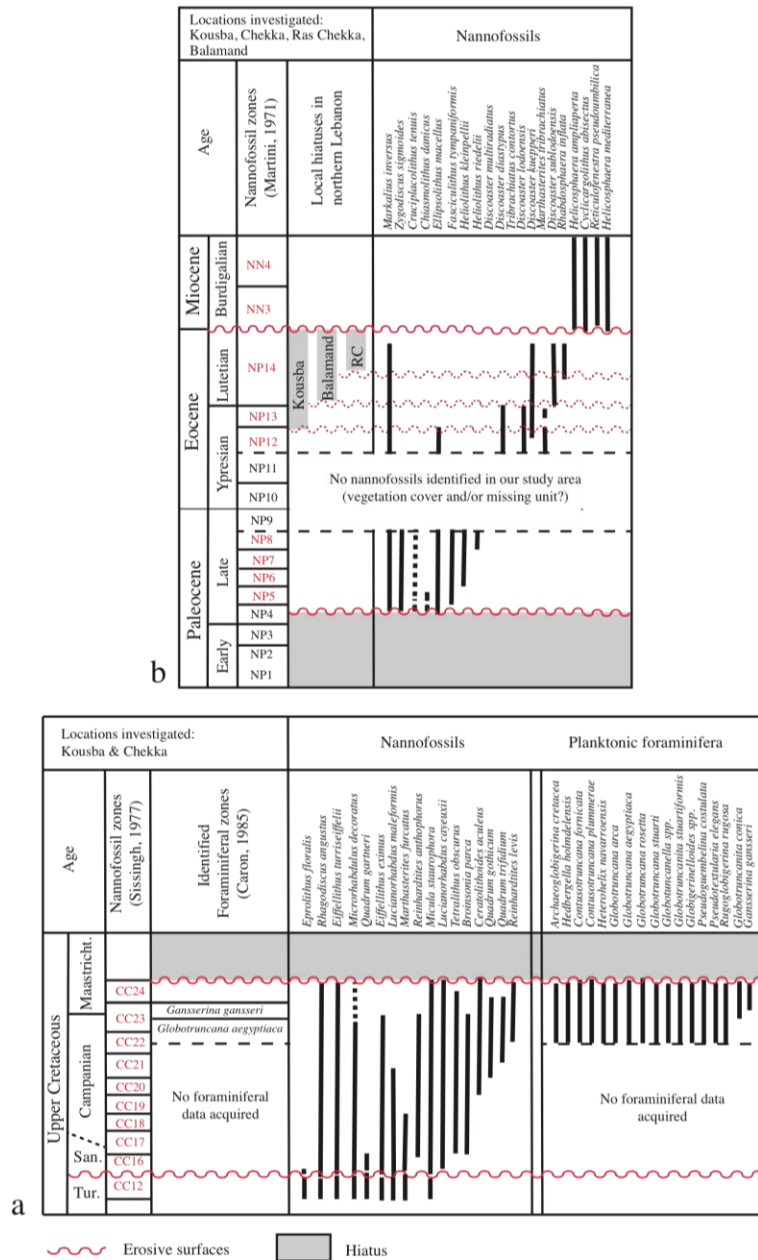 Locations investigated:
Kousba, Chekka, Ras Chekka,
Balamand
Nannofossils
Age
Nannofossil zones
(Martini, 1971)
Local hiatuses in
northern Lebanon
Markalius inversus
Zygodiscus sigmoides
Cruciplacolithus tenuis
Chiasmolithus danicus
Ellipsolithus macellus
Fasciculithus tympaniformis
Heliolithus kleinpellii
Heliolithus riedelii
Discoaster multiradiatus
Discoaster diastypus
Tribrachiatus contortus
Discoaster lodoensis
Discoaster kuepperi
Marthasterites tribrachiatus
Discoaster sublodoensis
Rhabdosphaera inflata
Helicosphaera ampliaperta
Cyclicargolithus abisectus
Reticulofenestra pseudoumbilica
Helicosphaera mediterranea
Miocene
Burdigalian
NN4
NN3
Eocene
Lutetian
Ypresian
NP14
NP13
NP12
NP11
NP10
Kousba
Balamand
RC
No nannofossils identified in our study area
(vegetation cover and/or missing unit?)
Paleocene
Late
Early
NP9
NP8
NP7
NP6
NP5
NP4
NP3
NP2
NP1
b
Locations investigated:
Kousba & Chekka
Nannofossils
Planktonic foraminifera
Age
Nannofossil zones
(Sissingh, 1977)
Identified
Foraminiferal zones
(Caron, 1985)
Eprolithus floralis
Rhagodiscus angustus
Eiffellithus turriseiffelii
Microrhabdulus decoratus
Quadrum gartneri
Eiffellithus eximus
Lucianorhabdus maleformis
Marthasterites furcatus
Reinhardtites anthophorus
Micula staurophora
Lucianorhabdus cayeuxii
Tetralithus obscurus
Broinsonia parca
Ceratolithoides aculeus
Quadrum gothicum
Quadrum trifidium
Reinhardtites levis
Archaeoglobigerina cretacea
Hedbergella holmdelensis
Contusotruncana fornicata
Contusotruncana plummerae
Heterohelix navarroensis
Globotruncana arca
Globotruncana aegyptiaca
Globotruncana rosetta
Globotruncana stuarti
Globotuncanella spp.
Globotruncanita stuartiformis
Globigerinelloides spp.
Pseudoguembelina costulata
Pseudotextularia elegans
Rugoglobigerina rugosa
Globotruncanita conica
Gansserina gansseri
Upper Cretaceous
Maastricht.
Campanian
San.
Tur.
CC24
CC23
CC22
CC21
CC20
CC19
CC18
CC17
CC16
CC12
Gansserina gansseri
Globotruncana aegyptiaca
No foraminiferal
data acquired
No foraminiferal data
acquired
a
Erosive surfaces
Hiatus